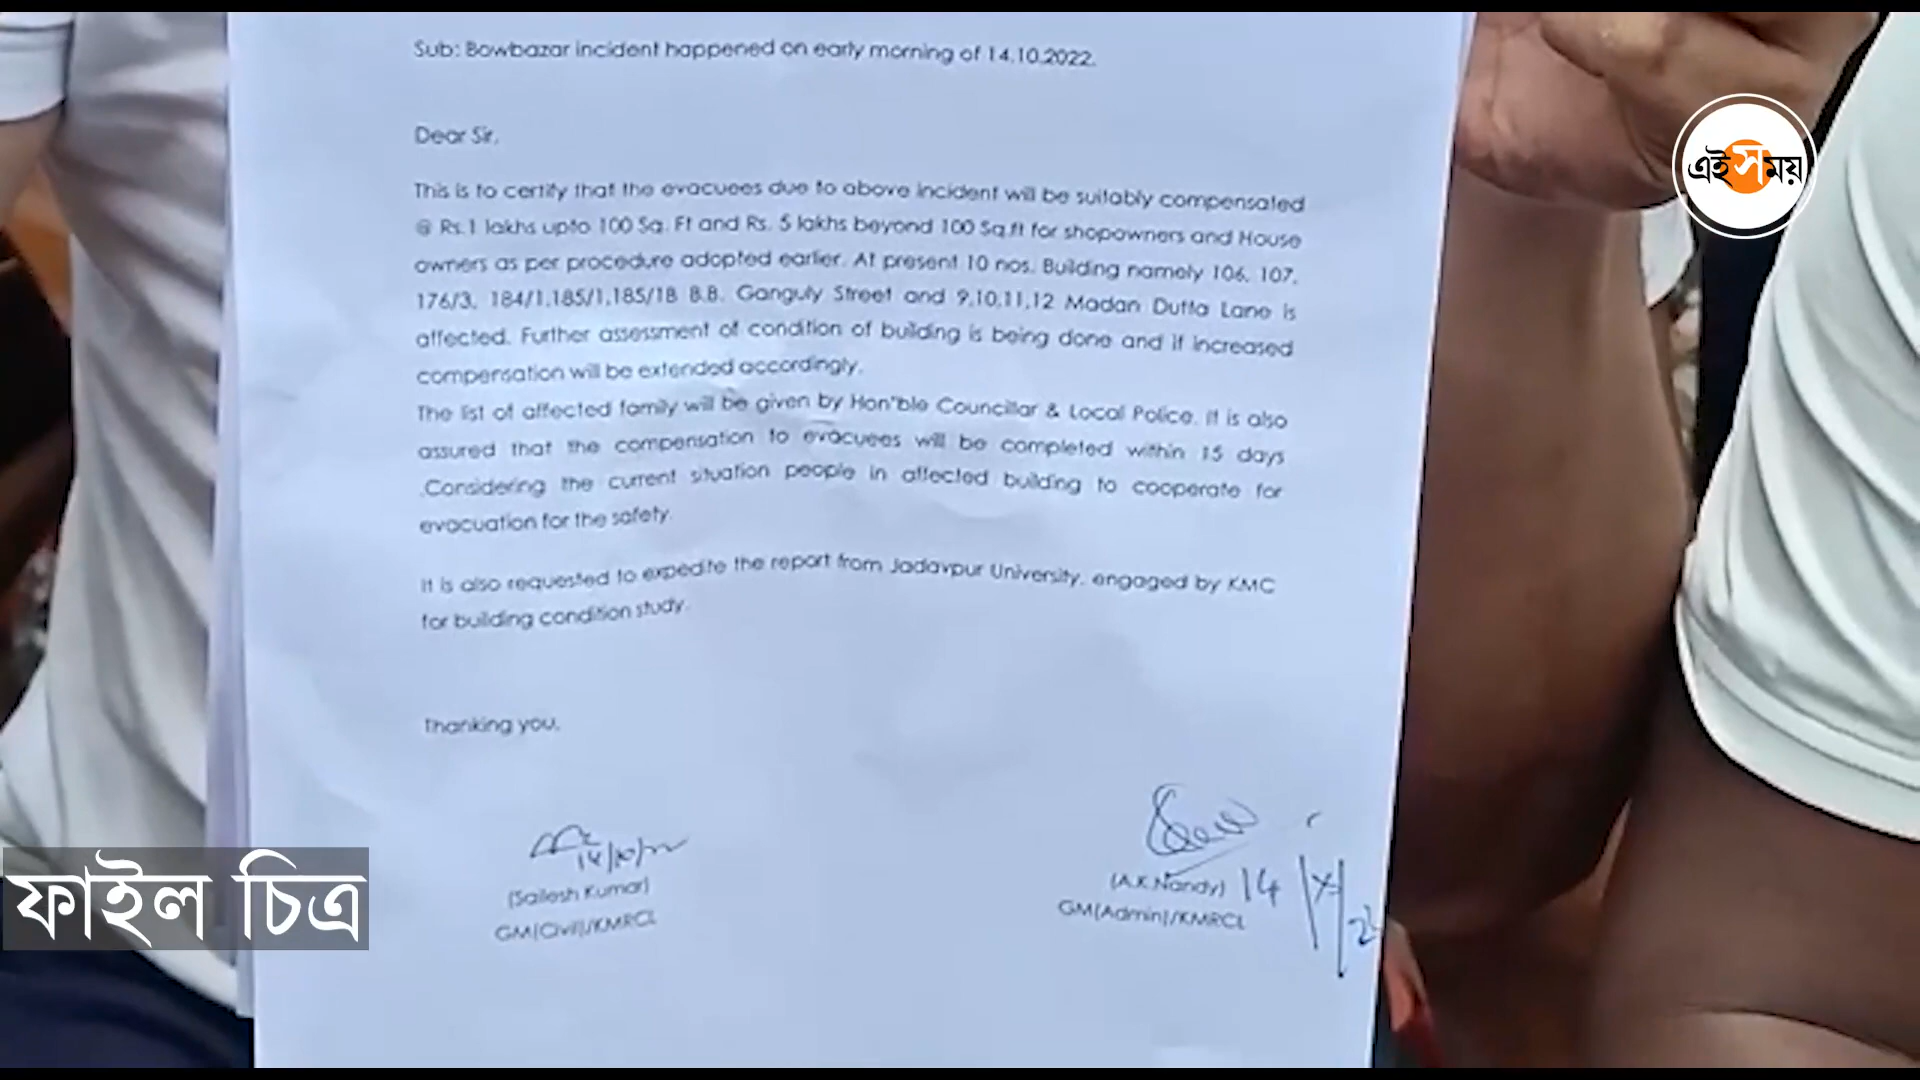 Sub: Bowbazar incident happened on early morning of 14.10.2022.
এই সময়
Dear Sir,
This is to certify that the evacuees due to above incident will be suitably compensated
@ Rs.1 lakhs upto 100 Sq. Ft and Rs. 5 lakhs beyond 100 Sq.ft for shopowners and House
owners as per procedure adopted earlier. At present 10 nos. Building namely 106, 107,
176/3, 184/1,185/1,185/1B B.B. Ganguly Street and 9,10,11,12 Madan Dutta Lane is
affected. Further assessment of condition of building is being done and if increased
compensation will be extended accordingly.
The list of affected family will be given by Hon'ble Councillar & Local Police. It is also
assured that the compensation to evacuees will be completed within 15 days
.Considering the current situation people in affected building to cooperate for
evacuation for the safety.
It is also requested to expedite the report from Jadavpur University, engaged by KMC
for building condition study.
Thanking you.
14/10/22
(Sailesh Kumar)
GM(Civil)/KMRCL
(A.K.Nandy) 14/X/22
GM(Admin)/KMRCL
ফাইল চিত্র